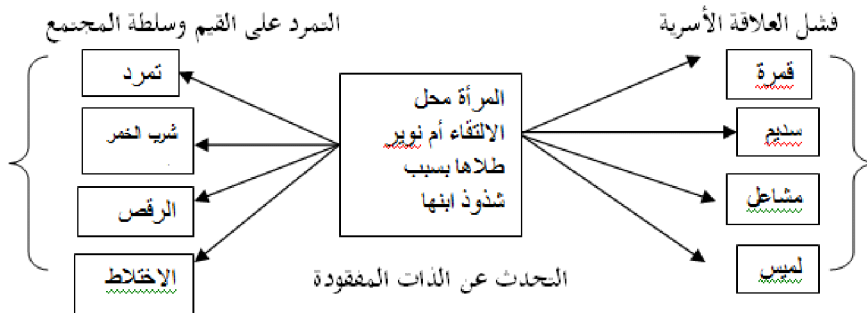 فشل العلاقة الأسرية
التمرد على القيم وسلطة المجتمع
قمرة
سديم
مشاعل
لميس
المرأة محل
الالتقاء أم نوير
طلاها بسبب
شذوذ ابنها
تمرد
شرب الخمر
الرقص
الاختلاط
التحدث عن الذات المفقودة